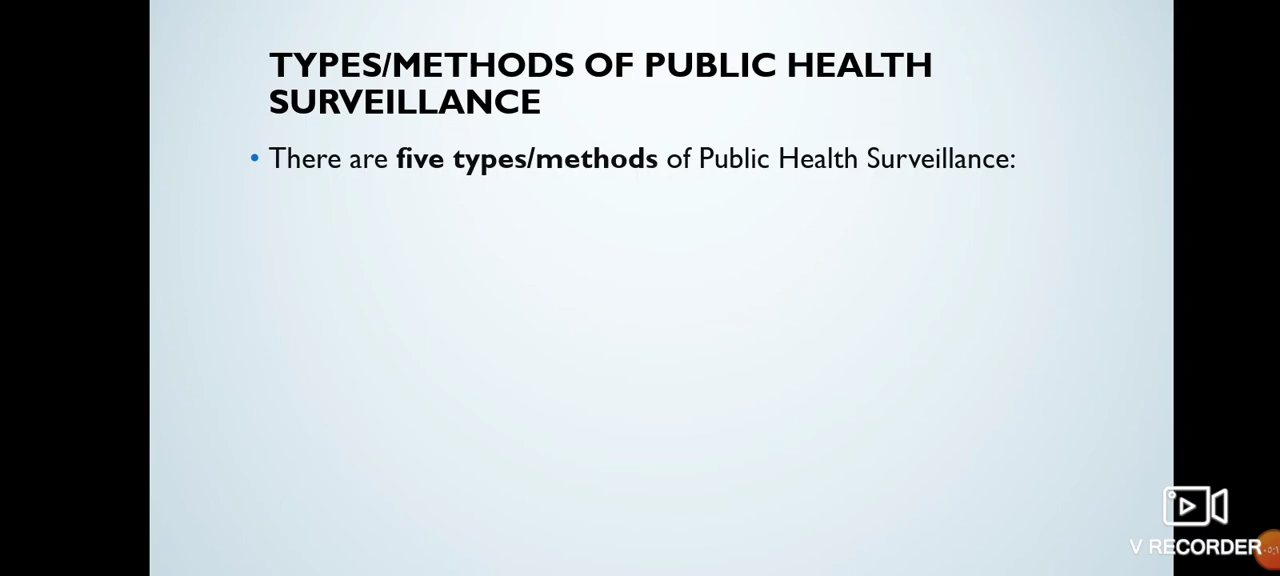 TYPES/METHODS OF PUBLIC HEALTH
SURVEILLANCE
• There are five types/methods of Public Health Surveillance:
V RECORDER